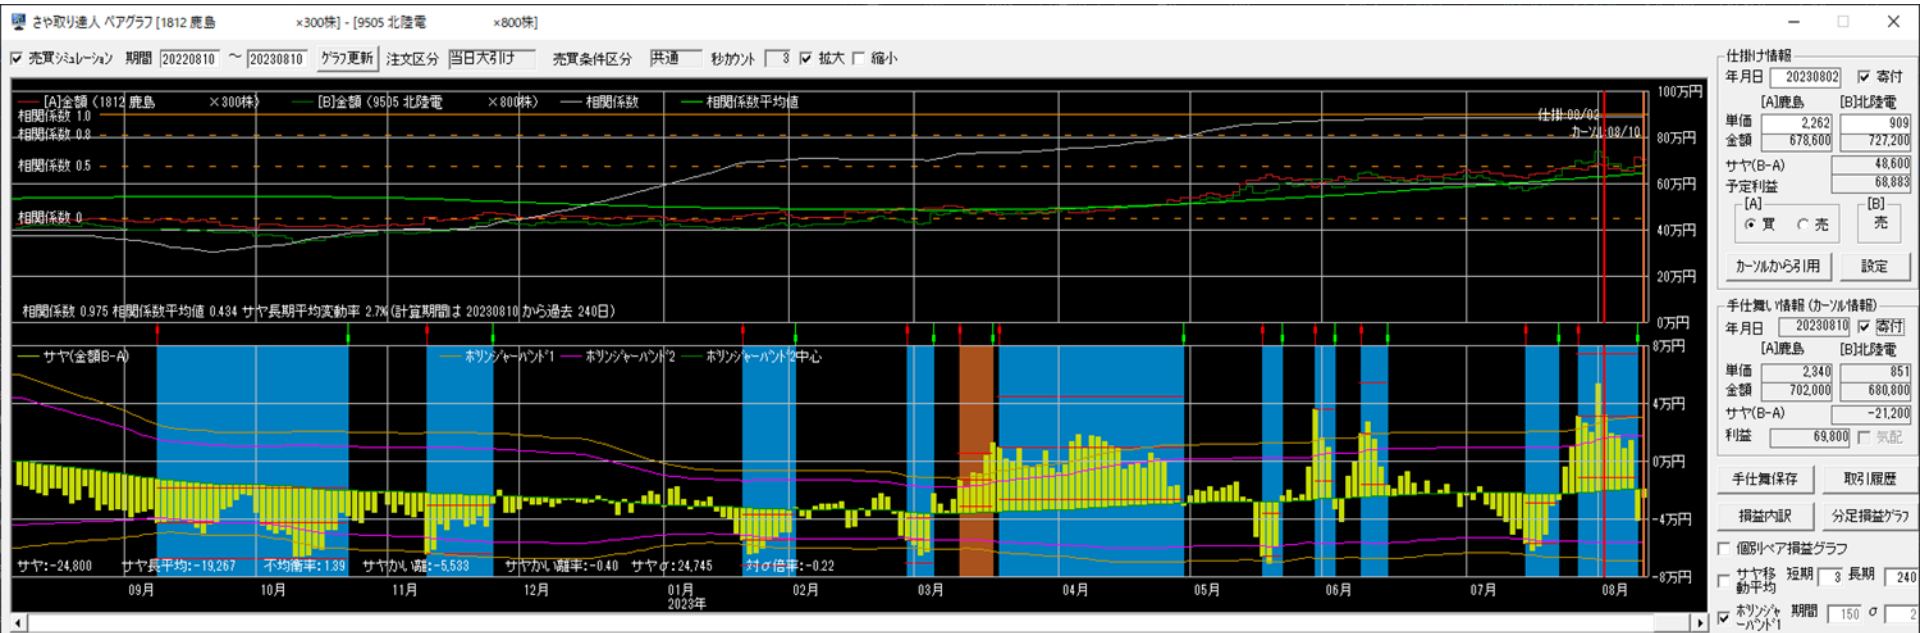 さや取り達人 ペアグラフ [1812 鹿島 ×300株] - [9505 北陸電 ×800株]
売買シミュレーション 期間 20220810 ～ 20230810 グラフ更新 注文区分 当日大引け 売買条件区分 共通 秒カウント 3 拡大 縮小
[A]金額 (1812 鹿島 ×300株) [B]金額 (9505 北陸電 ×800株) 相関係数 相関係数平均値
相関係数 1.0
相関係数 0.8
相関係数 0.5
相関係数 0
仕掛:08/02
カーソル:08/10
100万円
80万円
60万円
40万円
20万円
0万円
相関係数 0.975 相関係数平均値 0.434 サヤ長期平均変動率 2.7% (計算期間は 20230810 から過去 240日)
サヤ(金額B-A) ボリンジャーバンド1 ボリンジャーバンド2 ボリンジャーバンド2中心
8万円
4万円
0万円
-4万円
-8万円
サヤ:-24,800 サヤ長平均:-19,267 不均衡率:1.39 サヤかい離:-5,533 サヤかい離率:-0.40 サヤσ:24,745 対σ倍率:-0.22
09月 10月 11月 12月 01月 02月 03月 04月 05月 06月 07月 08月
2023年
仕掛け情報
年月日 20230802 寄付
[A]鹿島 [B]北陸電
単価 2,262 909
金額 678,600 727,200
サヤ(B-A) 48,600
予定利益 68,883
[A] [B]
買 売 売
カーソルから引用 設定
手仕舞い情報 (カーソル情報)
年月日 20230810 寄付
[A]鹿島 [B]北陸電
単価 2,340 851
金額 702,000 680,800
サヤ(B-A) -21,200
利益 69,800 気配
手仕舞保存 取引履歴
損益内訳 分足損益グラフ
個別ペア損益グラフ
サヤ移動平均 短期 3 長期 240
ボリンジャーバンド1 期間 150 σ 2